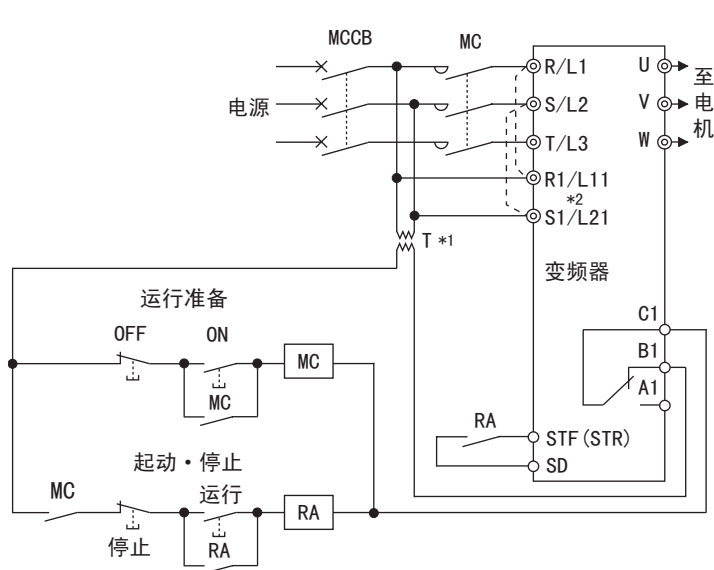 MCCB
MC
电源
R/L1
S/L2
T/L3
R1/L11
*2
S1/L21
U
V
W
至电机
T *1
变频器
运行准备
OFF
ON
MC
MC
C1
B1
A1
RA
STF(STR)
SD
起动·停止
MC
停止
运行
RA
RA